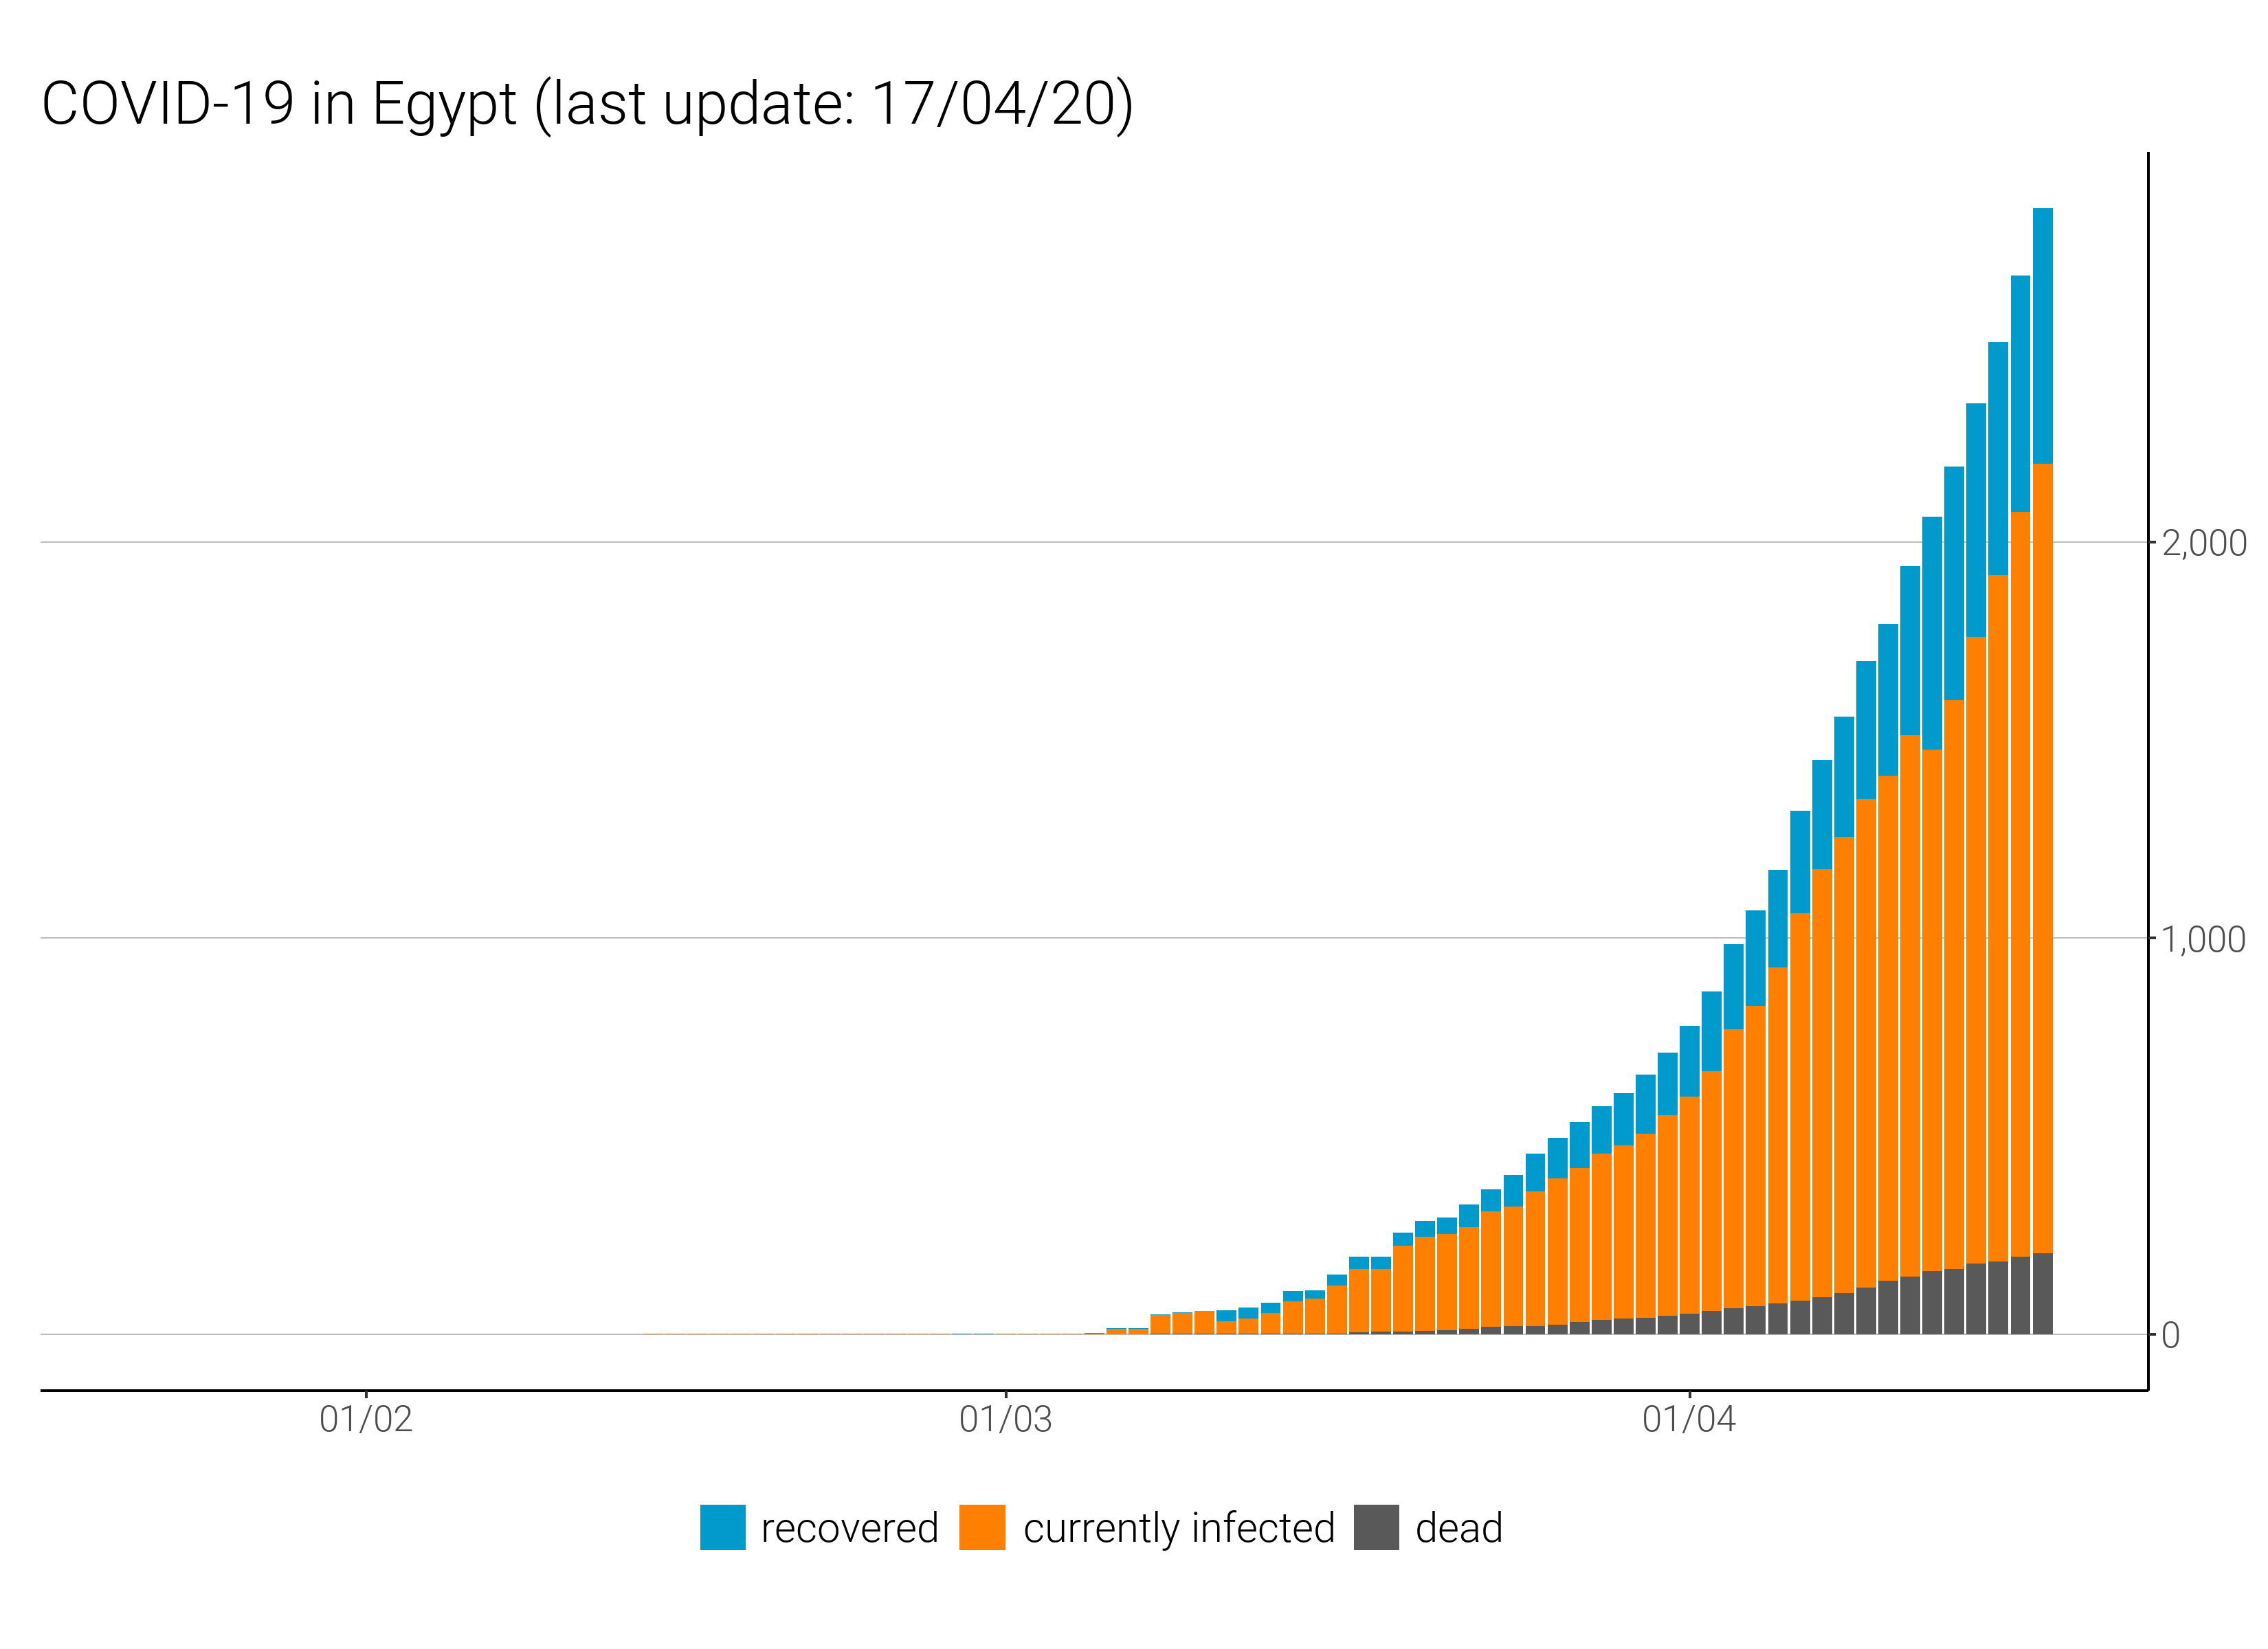 COVID-19 in Egypt (last update: 17/04/20)
2,000
1,000
0
01/02 01/03 01/04
recovered currently infected dead